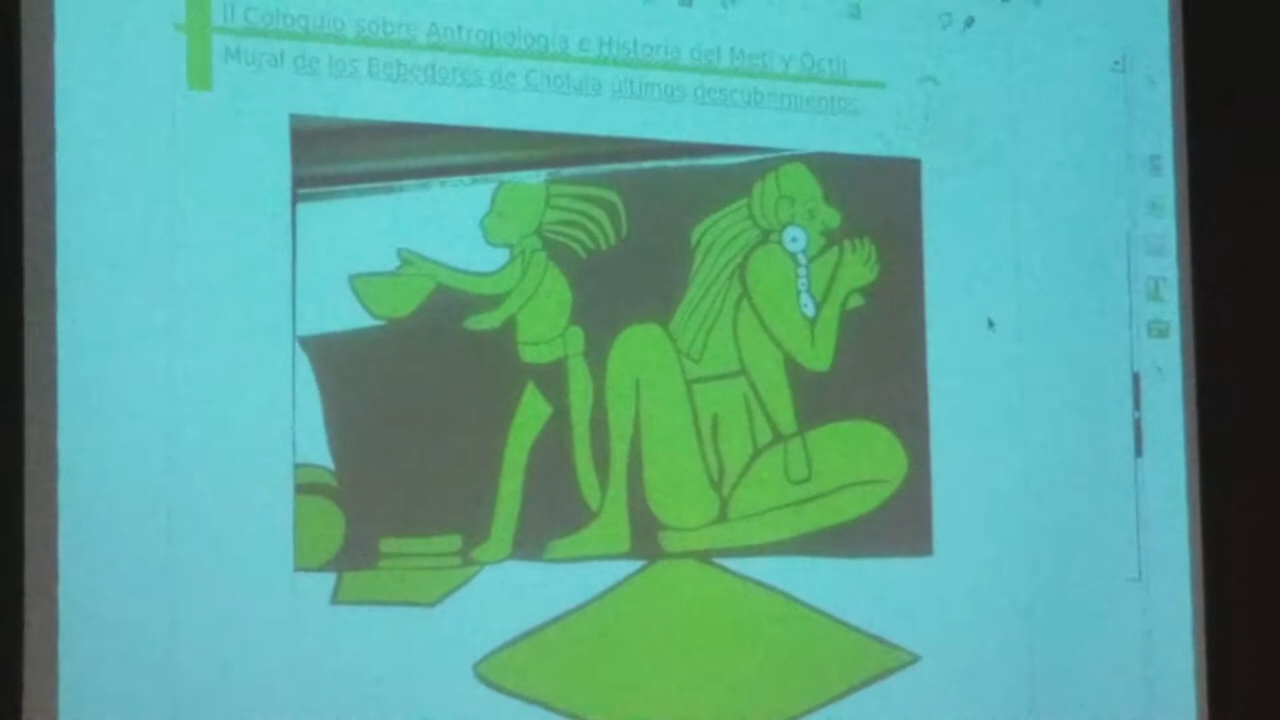 II Coloquio sobre Antropología e Historia del Metl y Octli
Mural de los Bebedores de Cholula últimos descubrimientos